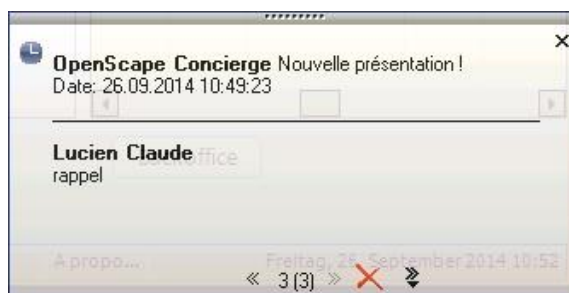 OpenScape Concierge Nouvelle présentation !
Date: 26.09.2014 10:49:23
Lucien Claude
office
rappel
A propo...
Freitag, 26. September 2014 10:52
« 3 (3) »